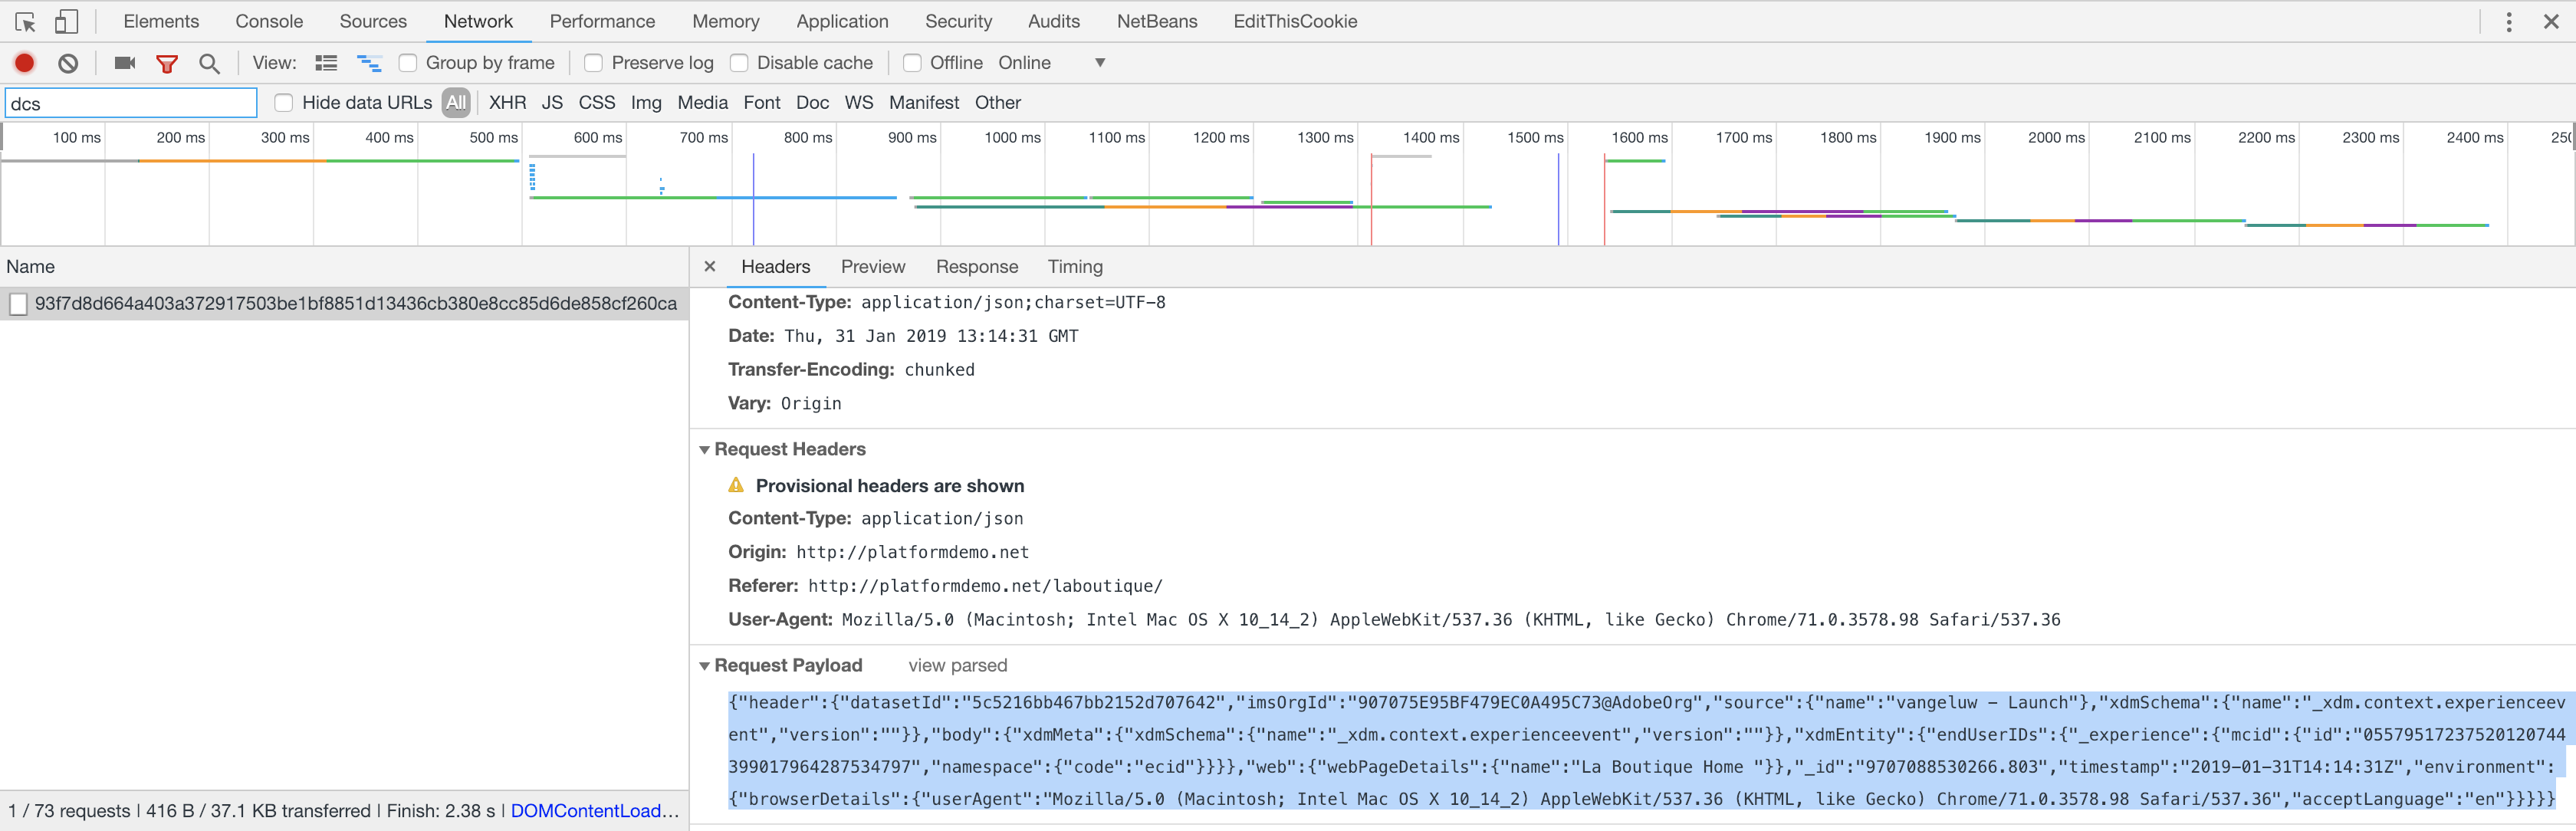 Elements Console Sources Network Performance Memory Application Security Audits NetBeans EditThisCookie
View: Group by frame Preserve log Disable cache Offline Online
dcs Hide data URLs All XHR JS CSS Img Media Font Doc WS Manifest Other
100 ms 200 ms 300 ms 400 ms 500 ms 600 ms 700 ms 800 ms 900 ms 1000 ms 1100 ms 1200 ms 1300 ms 1400 ms 1500 ms 1600 ms 1700 ms 1800 ms 1900 ms 2000 ms 2100 ms 2200 ms 2300 ms 2400 ms
Name
93f7d8d664a403a372917503be1bf8851d13436cb380e8cc85d6de858cf260ca
Headers Preview Response Timing
Content-Type: application/json;charset=UTF-8
Date: Thu, 31 Jan 2019 13:14:31 GMT
Transfer-Encoding: chunked
Vary: Origin
Request Headers
Provisional headers are shown
Content-Type: application/json
Origin: http://platformdemo.net
Referer: http://platformdemo.net/laboutique/
User-Agent: Mozilla/5.0 (Macintosh; Intel Mac OS X 10_14_2) AppleWebKit/537.36 (KHTML, like Gecko) Chrome/71.0.3578.98 Safari/537.36
Request Payload view parsed
{"header":{"datasetId":"5c5216bb467bb2152d707642","imsOrgId":"907075E95BF479EC0A495C73@AdobeOrg","source":{"name":"vangeluw - Launch"},"xdmSchema":{"name":"_xdm.context.experienceev
ent","version":""}},"body":{"xdmMeta":{"xdmSchema":{"name":"_xdm.context.experienceevent","version":""}},"xdmEntity":{"endUserIDs":{"_experience":{"mcid":{"id":"05579517237520120744
399017964287534797","namespace":{"code":"ecid"}}}},"web":{"webPageDetails":{"name":"La Boutique Home "}},"_id":"9707088530266.803","timestamp":"2019-01-31T14:14:31Z","environment":
{"browserDetails":{"userAgent":"Mozilla/5.0 (Macintosh; Intel Mac OS X 10_14_2) AppleWebKit/537.36 (KHTML, like Gecko) Chrome/71.0.3578.98 Safari/537.36","acceptLanguage":"en"}}}}}
1 / 73 requests | 416 B / 37.1 KB transferred | Finish: 2.38 s | DOMContentLoad…